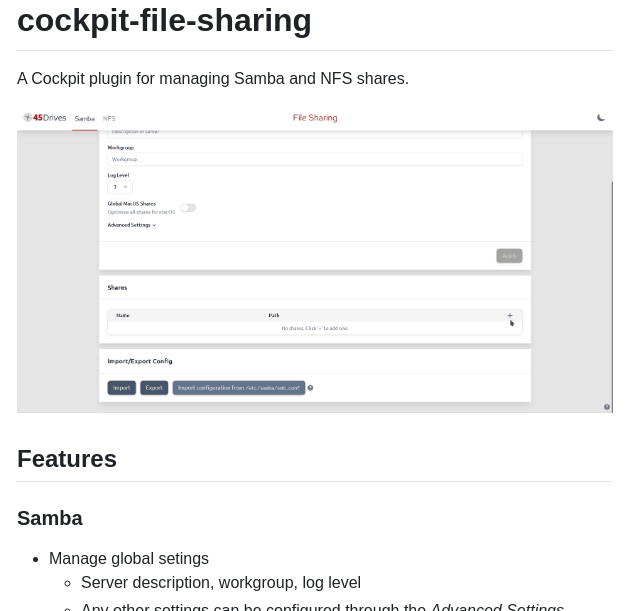 cockpit-file-sharing
A Cockpit plugin for managing Samba and NFS shares.
45Drives Samba NFS File Sharing
Description of server
Workgroup
Workgroup
Log Level
3
Global MacOS Shares
Optimize all shares for MacOS
Advanced Settings
Apply
Shares
Name Path +
No shares. Click '+' to add one.
Import/Export Config
Import Export Import configuration from /etc/samba/smb.conf
Features
Samba
• Manage global setings
◦ Server description, workgroup, log level
◦ Any other settings can be configured through the Advanced Settings